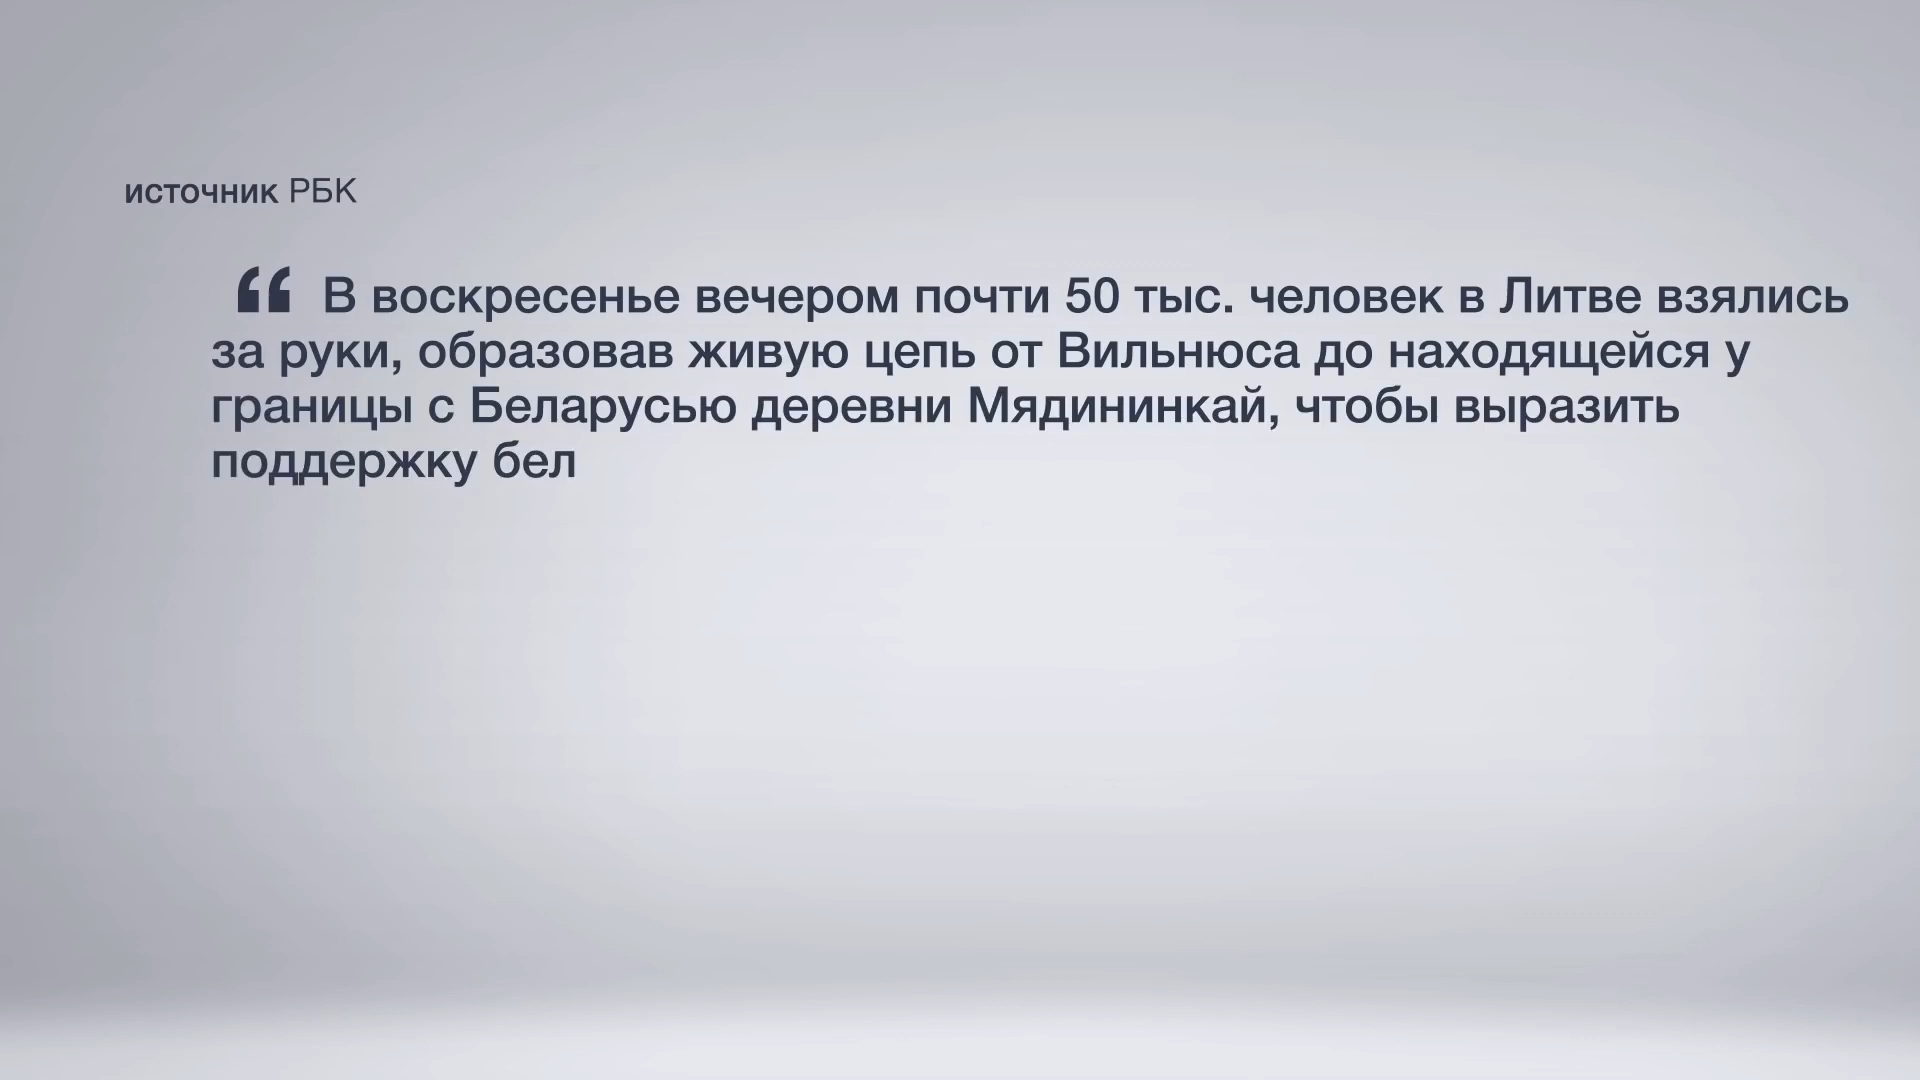 источник РБК
“ В воскресенье вечером почти 50 тыс. человек в Литве взялись
за руки, образовав живую цепь от Вильнюса до находящейся у
границы с Беларусью деревни Мядининкай, чтобы выразить
поддержку бел